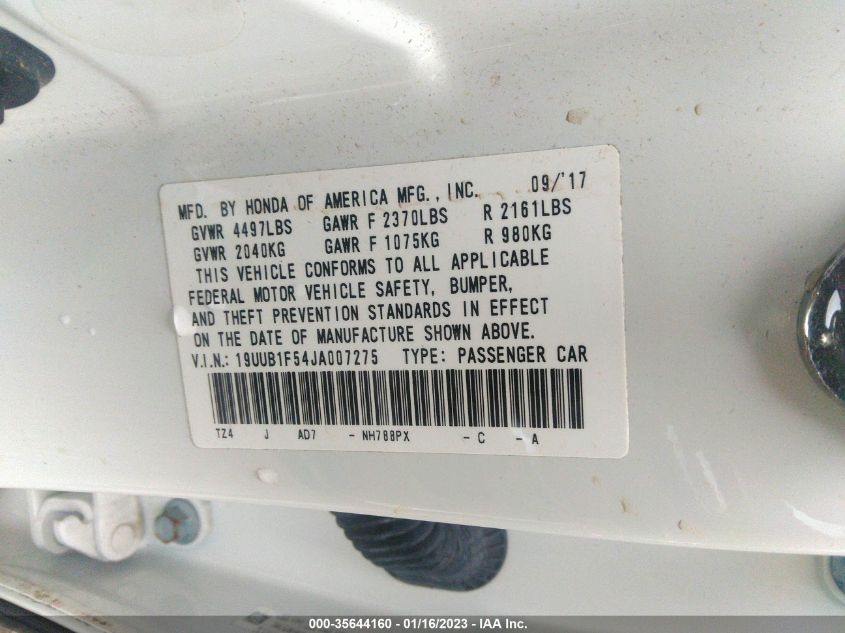 MFD. BY HONDA OF AMERICA MFG., INC. 09/'17
GVWR 4497LBS GAWR F 2370LBS R 2161LBS
GVWR 2040KG GAWR F 1075KG R 980KG
THIS VEHICLE CONFORMS TO ALL APPLICABLE
FEDERAL MOTOR VEHICLE SAFETY, BUMPER,
AND THEFT PREVENTION STANDARDS IN EFFECT
ON THE DATE OF MANUFACTURE SHOWN ABOVE.
V.I.N.: 19UUB1F54JA007275 TYPE: PASSENGER CAR
TZ4 J AD7 - NH788PX - C - A
000-35644160 - 01/16/2023 - IAA Inc.